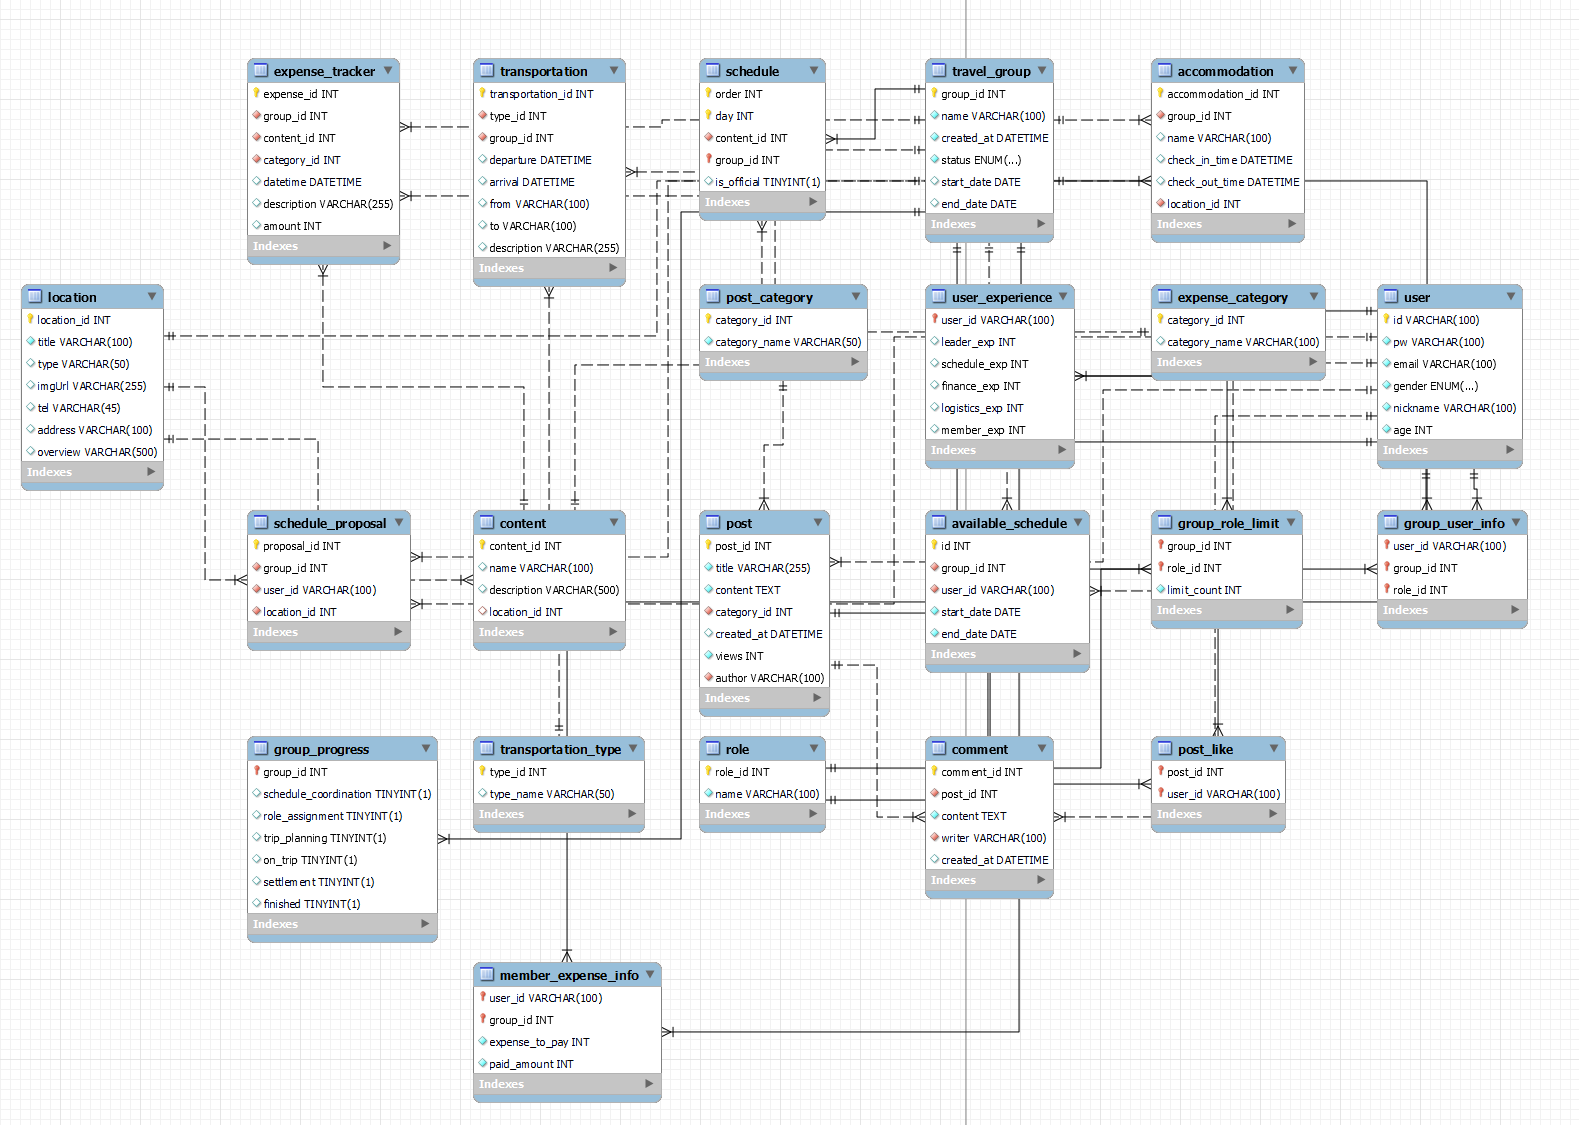 expense_tracker
expense_id INT
group_id INT
content_id INT
category_id INT
datetime DATETIME
description VARCHAR(255)
amount INT
Indexes
transportation
transportation_id INT
type_id INT
group_id INT
departure DATETIME
arrival DATETIME
from VARCHAR(100)
to VARCHAR(100)
description VARCHAR(255)
Indexes
schedule
order INT
day INT
content_id INT
group_id INT
is_official TINYINT(1)
Indexes
travel_group
group_id INT
name VARCHAR(100)
created_at DATETIME
status ENUM(...)
start_date DATE
end_date DATE
Indexes
accommodation
accommodation_id INT
group_id INT
name VARCHAR(100)
check_in_time DATETIME
check_out_time DATETIME
location_id INT
Indexes
location
location_id INT
title VARCHAR(100)
type VARCHAR(50)
imgUrl VARCHAR(255)
tel VARCHAR(45)
address VARCHAR(100)
overview VARCHAR(500)
Indexes
post_category
category_id INT
category_name VARCHAR(50)
Indexes
user_experience
user_id VARCHAR(100)
leader_exp INT
schedule_exp INT
finance_exp INT
logistics_exp INT
member_exp INT
Indexes
expense_category
category_id INT
category_name VARCHAR(100)
Indexes
user
id VARCHAR(100)
pw VARCHAR(100)
email VARCHAR(100)
gender ENUM(...)
nickname VARCHAR(100)
age INT
Indexes
schedule_proposal
proposal_id INT
group_id INT
user_id VARCHAR(100)
location_id INT
Indexes
content
content_id INT
name VARCHAR(100)
description VARCHAR(500)
location_id INT
Indexes
post
post_id INT
title VARCHAR(255)
content TEXT
category_id INT
created_at DATETIME
views INT
author VARCHAR(100)
Indexes
available_schedule
id INT
group_id INT
user_id VARCHAR(100)
start_date DATE
end_date DATE
Indexes
group_role_limit
group_id INT
role_id INT
limit_count INT
Indexes
group_user_info
user_id VARCHAR(100)
group_id INT
role_id INT
Indexes
group_progress
group_id INT
schedule_coordination TINYINT(1)
role_assignment TINYINT(1)
trip_planning TINYINT(1)
on_trip TINYINT(1)
settlement TINYINT(1)
finished TINYINT(1)
Indexes
transportation_type
type_id INT
type_name VARCHAR(50)
Indexes
role
role_id INT
name VARCHAR(100)
Indexes
comment
comment_id INT
post_id INT
content TEXT
writer VARCHAR(100)
created_at DATETIME
Indexes
post_like
post_id INT
user_id VARCHAR(100)
Indexes
member_expense_info
user_id VARCHAR(100)
group_id INT
expense_to_pay INT
paid_amount INT
Indexes